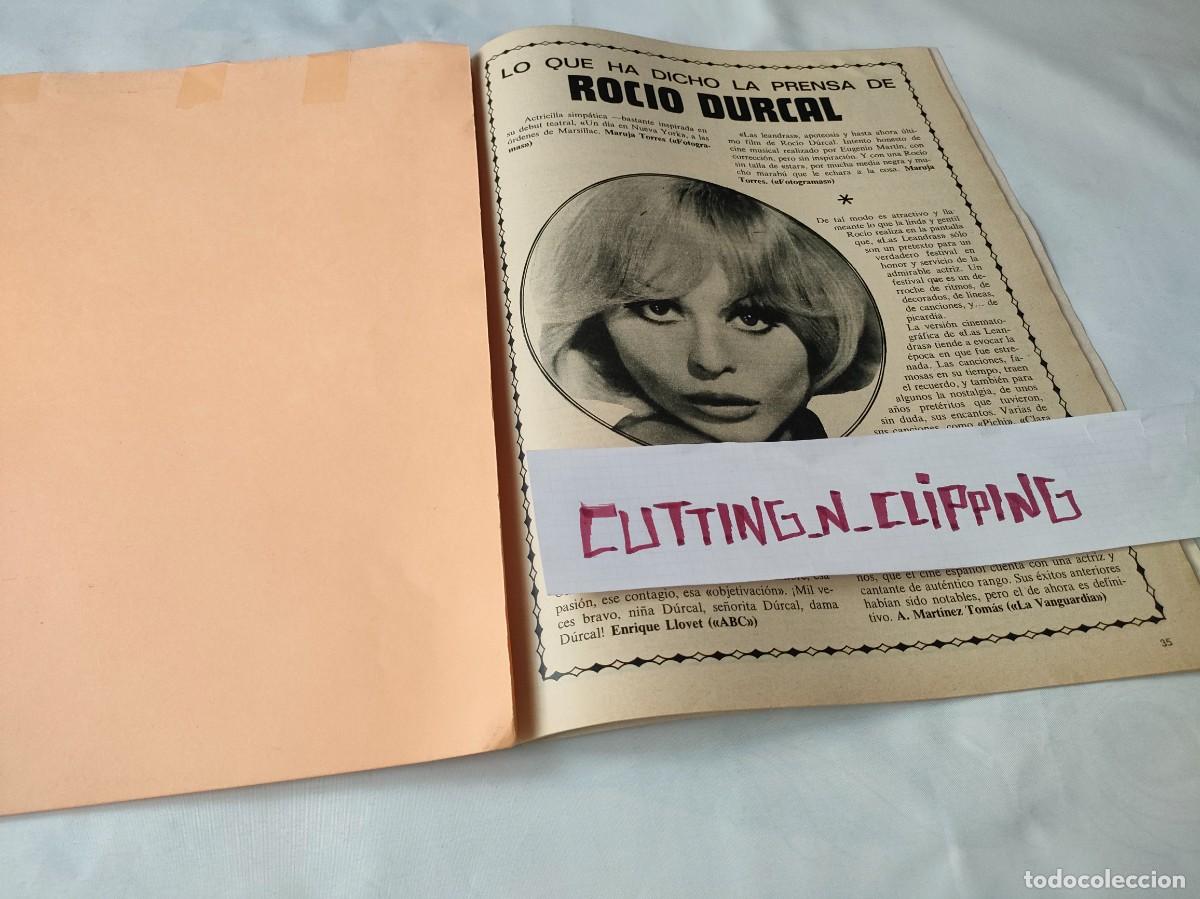 LO QUE HA DICHO LA PRENSA DE
ROCIO DURCAL
Actricilla simpática —bastante inspirada en
su debut teatral, «Un día en Nueva York», a las
órdenes de Marsillac. Maruja Torres («Fotogra-
mas»)
«Las leandras», apoteosis y hasta ahora últi-
mo film de Rocío Dúrcal. Intento honesto de
cine musical realizado por Eugenio Martín, con
corrección, pero sin inspiración. Y con una Rocío
sin talla de «star», por mucha media negra y mu-
cho marabú que le echara a la cosa. Maruja
Torres. («Fotogramas»)
*
De tal modo es atractivo y lla-
meante lo que la linda y gentil
Rocío realiza en la pantalla
que, «Las Leandras» sólo
son un pretexto para un
verdadero festival en
honor y servicio de la
admirable actriz. Un
festival que es un de-
rroche de ritmos, de
decorados, de líneas,
de canciones, y... de
picardía.
La versión cinemato-
gráfica de «Las Lean-
dras» tiende a evocar la
época en que fue estre-
nada. Las canciones, fa-
mosas en su tiempo, traen
el recuerdo, y también para
algunos la nostalgia, de unos
años pretéritos que tuvieron,
sin duda, sus encantos. Varias de
sus canciones, como «Pichi», «Clara
CUTTING_N_CLIPPING
pasión, ese contagio, esa «objetivación». ¡Mil ve-
ces bravo, niña Dúrcal, señorita Dúrcal, dama
Dúrcal! Enrique Llovet («ABC»)
nos, que el cine español cuenta con una actriz y
cantante de auténtico rango. Sus éxitos anteriores
habían sido notables, pero el de ahora es defini-
tivo. A. Martínez Tomás («La Vanguardia»)
35
todocoleccion